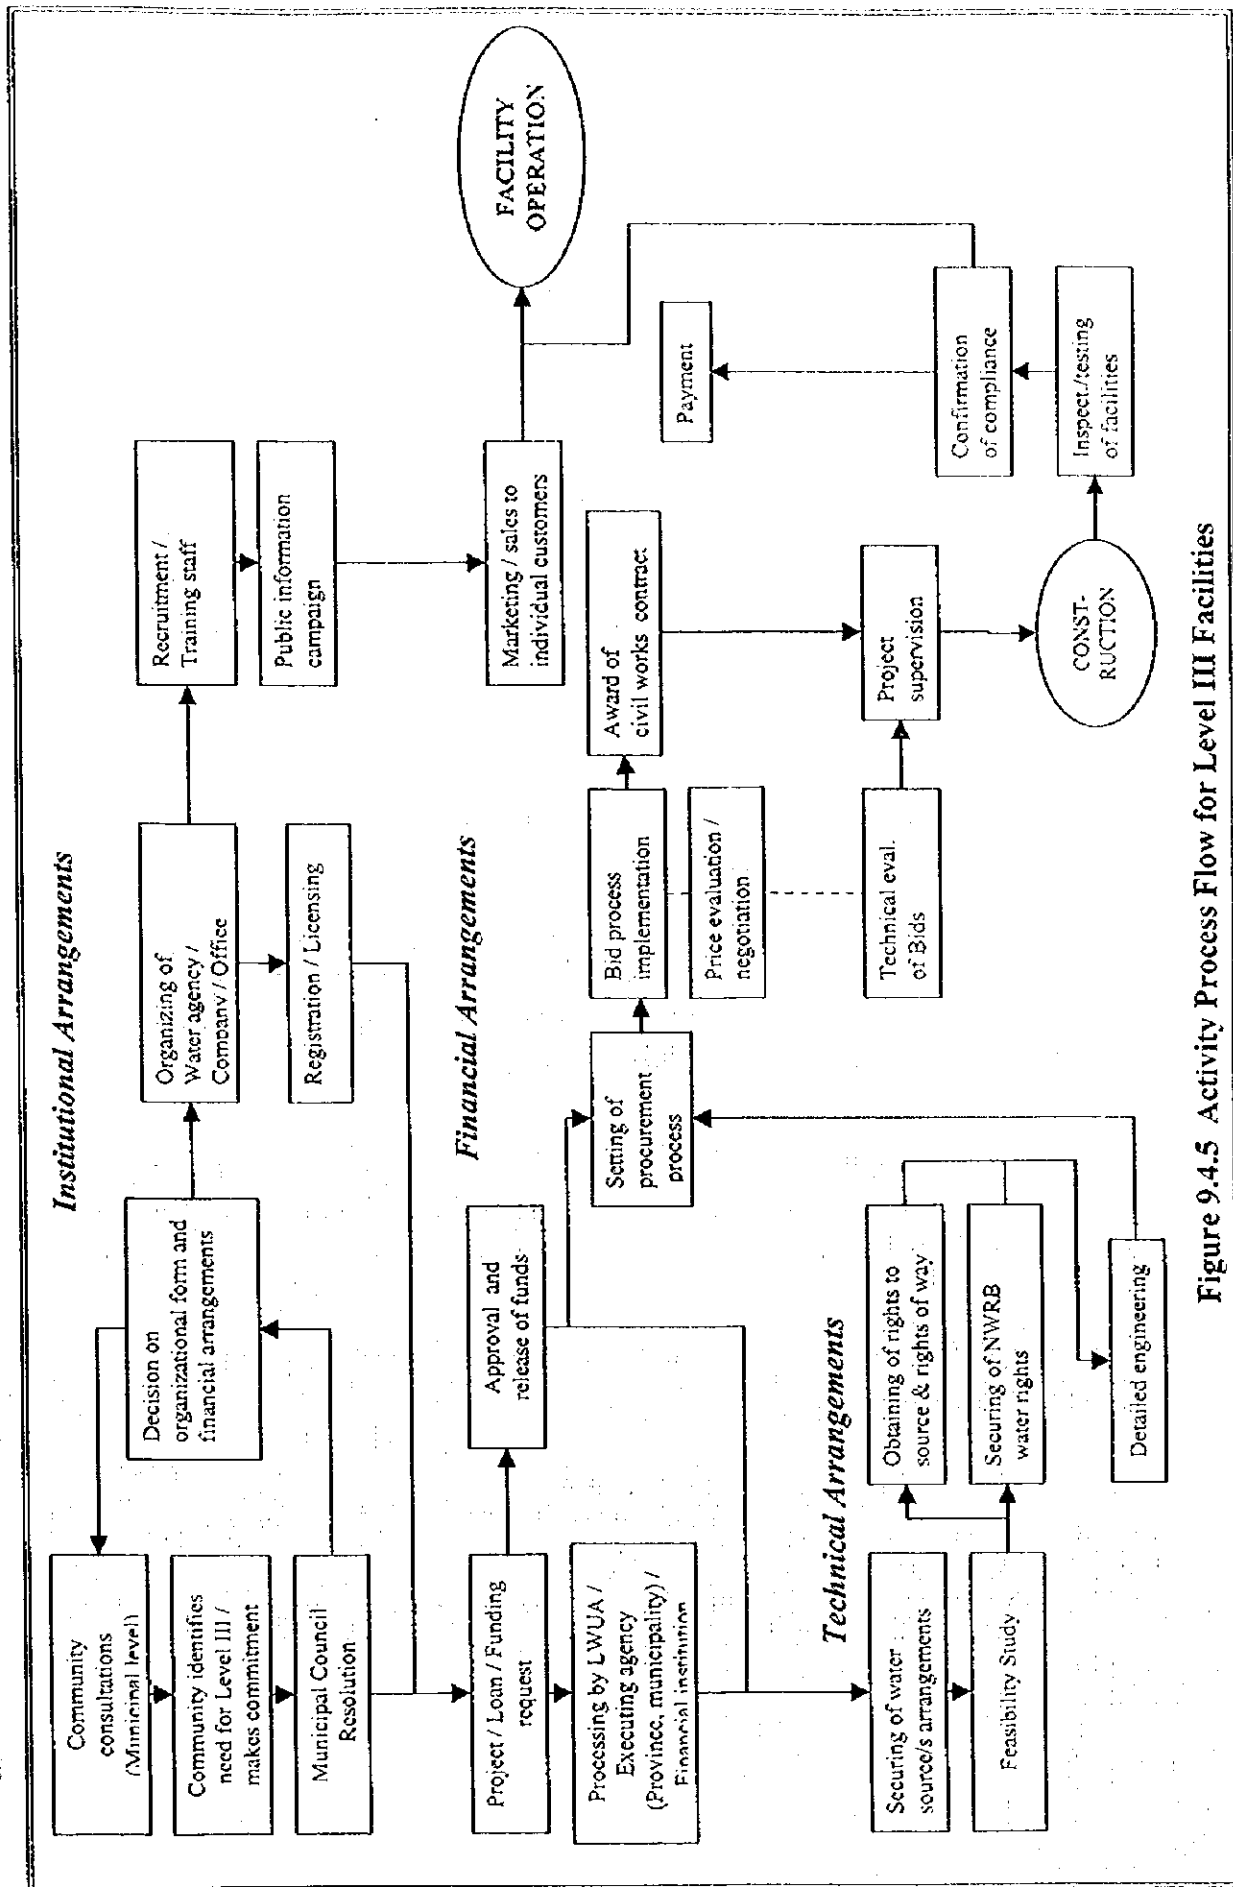 Institutional Arrangements
Community
consultations
(Municipal level)
Community identifies
need for Level III /
makes commitment
Municipal Council
Resolution
Decision on
organizational form and
financial arrangements
Organizing of
Water agency /
Company / Office
Registration / Licensing
Recruitment /
Training staff
Public information
campaign
Marketing / sales to
individual customers
FACILITY
OPERATION
Financial Arrangements
Project / Loan / Funding
request
Processing by LWUA /
Executing agency
(Province, municipality) /
Financial institution
Approval and
release of funds
Setting of
procurement
process
Bid process
implementation
Price evaluation /
negotiation
Award of
civil works contract
Technical eval.
of Bids
Project
supervision
CONST-
RUCTION
Payment
Confirmation
of compliance
Inspect./testing
of facilities
Technical Arrangements
Securing of water
source/s arrangements
Feasibility Study
Obtaining of rights to
source & rights of way
Securing of NWRB
water rights
Detailed engineering
Figure 9.4.5 Activity Process Flow for Level III Facilities